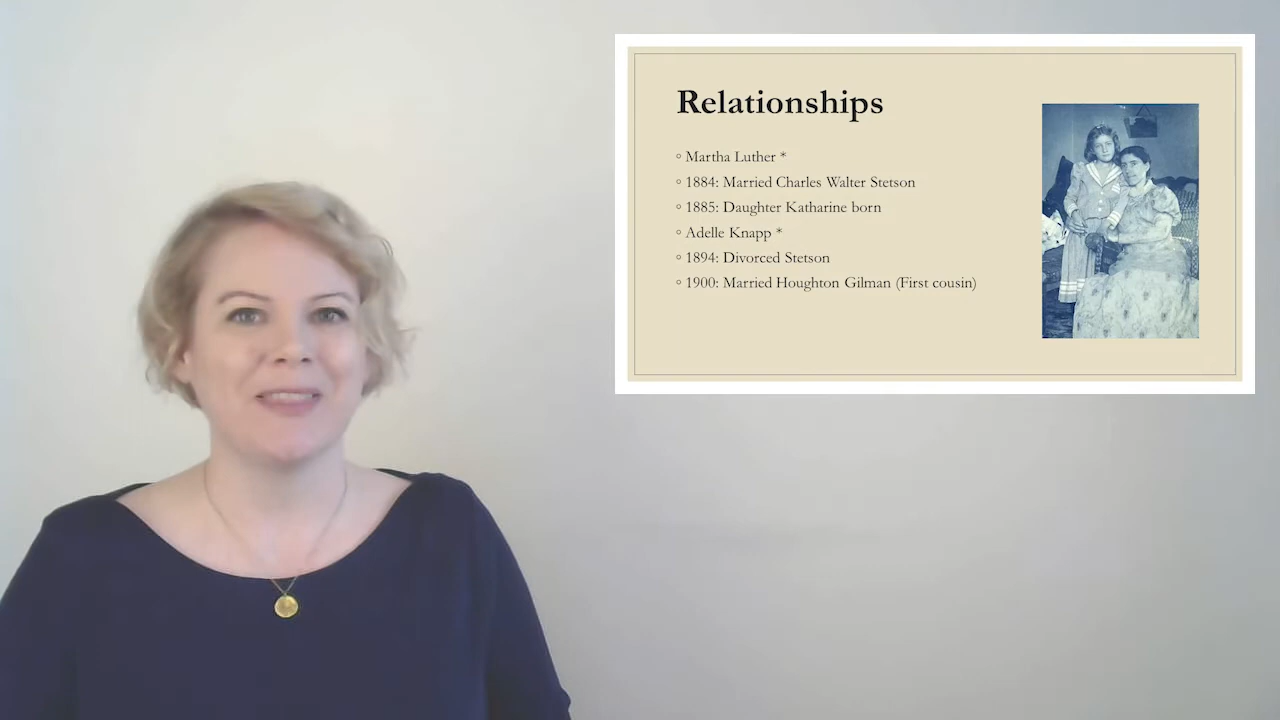 Relationships
◦ Martha Luther *
◦ 1884: Married Charles Walter Stetson
◦ 1885: Daughter Katharine born
◦ Adelle Knapp *
◦ 1894: Divorced Stetson
◦ 1900: Married Houghton Gilman (First cousin)